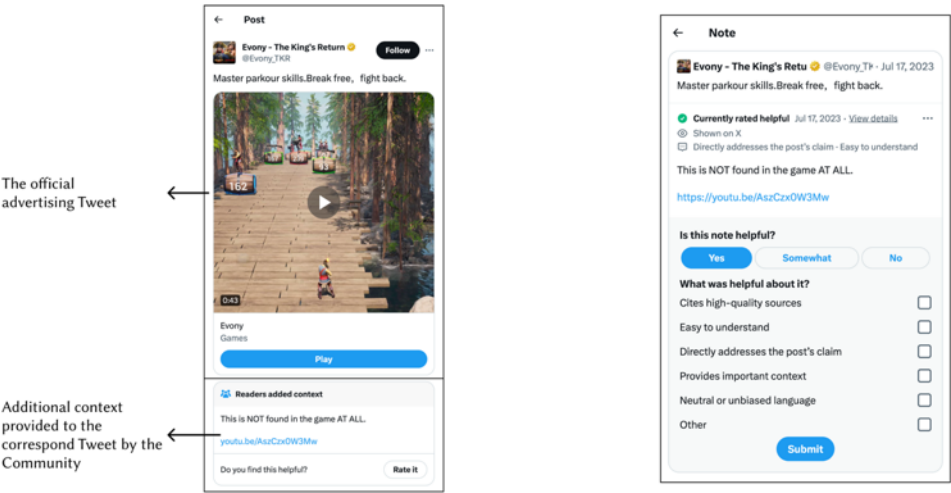 The official
advertising Tweet
Additional context
provided to the
correspond Tweet by the
Community
← Post
Evony - The King's Return
@Evony_TKR
Follow
Master parkour skills.Break free， fight back.
162
0:43
Evony
Games
Play
Readers added context
This is NOT found in the game AT ALL.
youtu.be/AszCzx0W3Mw
Do you find this helpful?
Rate it
← Note
Evony - The King's Retu @Evony_TK · Jul 17, 2023
Master parkour skills.Break free， fight back.
Currently rated helpful Jul 17, 2023 · View details
Shown on X
Directly addresses the post's claim · Easy to understand
This is NOT found in the game AT ALL.
https://youtu.be/AszCzx0W3Mw
Is this note helpful?
Yes Somewhat No
What was helpful about it?
Cites high-quality sources
Easy to understand
Directly addresses the post's claim
Provides important context
Neutral or unbiased language
Other
Submit